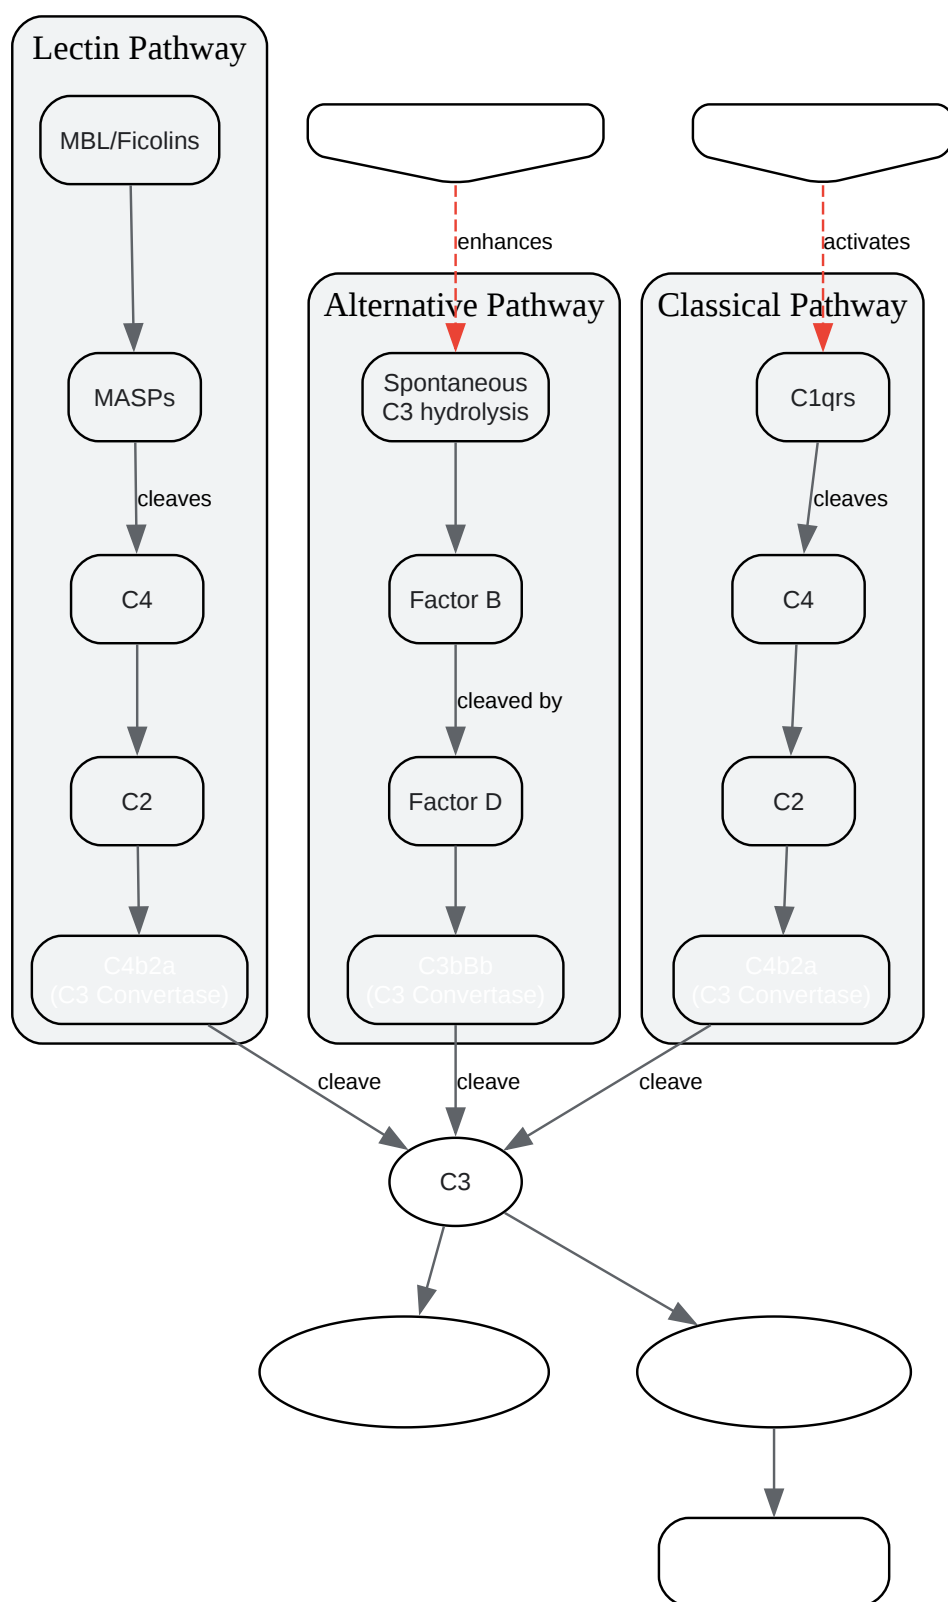 Lectin Pathway
MBL/Ficolins
MASPs
cleaves
C4
C2
C4b2a
(C3 Convertase)
enhances
Alternative Pathway
Spontaneous
C3 hydrolysis
Factor B
cleaved by
Factor D
C3bBb
(C3 Convertase)
activates
Classical Pathway
C1qrs
cleaves
C4
C2
C4b2a
(C3 Convertase)
cleave
cleave
cleave
C3